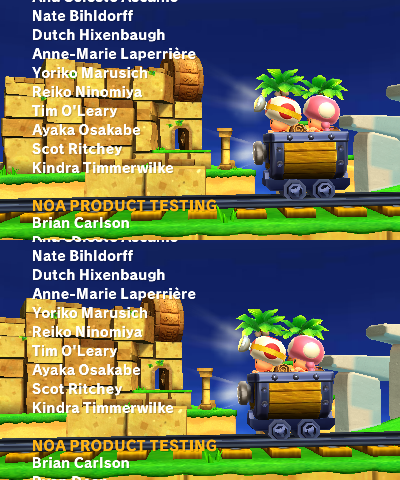 Nate Bihldorff
Dutch Hixenbaugh
Anne-Marie Laperrière
Yoriko Marusich
Reiko Ninomiya
Tim O'Leary
Ayaka Osakabe
Scot Ritchey
Kindra Timmerwilke
NOA PRODUCT TESTING
Brian Carlson
Nate Bihldorff
Dutch Hixenbaugh
Anne-Marie Laperrière
Yoriko Marusich
Reiko Ninomiya
Tim O'Leary
Ayaka Osakabe
Scot Ritchey
Kindra Timmerwilke
NOA PRODUCT TESTING
Brian Carlson